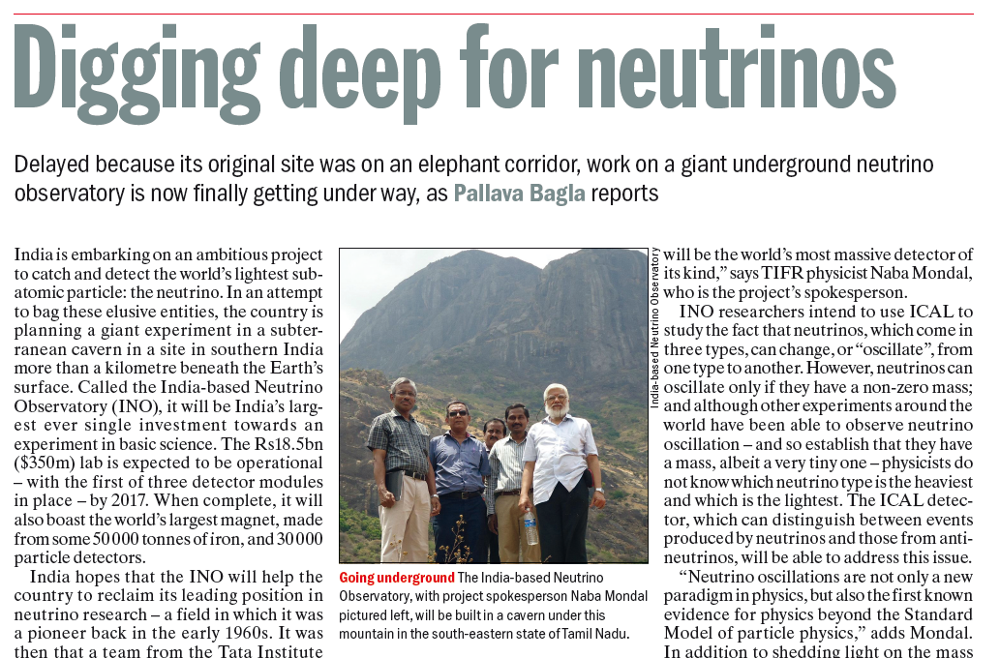 Digging deep for neutrinos
Delayed because its original site was on an elephant corridor, work on a giant underground neutrino
observatory is now finally getting under way, as Pallava Bagla reports
India is embarking on an ambitious project
to catch and detect the world's lightest sub-
atomic particle: the neutrino. In an attempt
to bag these elusive entities, the country is
planning a giant experiment in a subter-
ranean cavern in a site in southern India
more than a kilometre beneath the Earth's
surface. Called the India-based Neutrino
Observatory (INO), it will be India's larg-
est ever single investment towards an
experiment in basic science. The Rs18.5bn
($350m) lab is expected to be operational
– with the first of three detector modules
in place – by 2017. When complete, it will
also boast the world's largest magnet, made
from some 50 000 tonnes of iron, and 30 000
particle detectors.
India hopes that the INO will help the
country to reclaim its leading position in
neutrino research – a field in which it was
a pioneer back in the early 1960s. It was
then that a team from the Tata Institute
India-based Neutrino Observatory
Going underground The India-based Neutrino
Observatory, with project spokesperson Naba Mondal
pictured left, will be built in a cavern under this
mountain in the south-eastern state of Tamil Nadu.
will be the world's most massive detector of
its kind," says TIFR physicist Naba Mondal,
who is the project's spokesperson.
INO researchers intend to use ICAL to
study the fact that neutrinos, which come in
three types, can change, or "oscillate", from
one type to another. However, neutrinos can
oscillate only if they have a non-zero mass;
and although other experiments around the
world have been able to observe neutrino
oscillation – and so establish that they have
a mass, albeit a very tiny one – physicists do
not know which neutrino type is the heaviest
and which is the lightest. The ICAL detec-
tor, which can distinguish between events
produced by neutrinos and those from anti-
neutrinos, will be able to address this issue.
"Neutrino oscillations are not only a new
paradigm in physics, but also the first known
evidence for physics beyond the Standard
Model of particle physics," adds Mondal.
In addition to shedding light on the mass